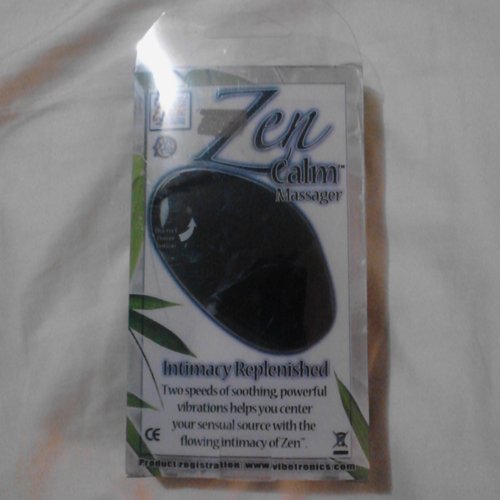 Zen
Calm™
Massager
Intimacy Replenished
Two speeds of soothing, powerful
vibrations helps you center
your sensual source with the
flowing intimacy of Zen™.
CE
Product registration www.vibetronics.com